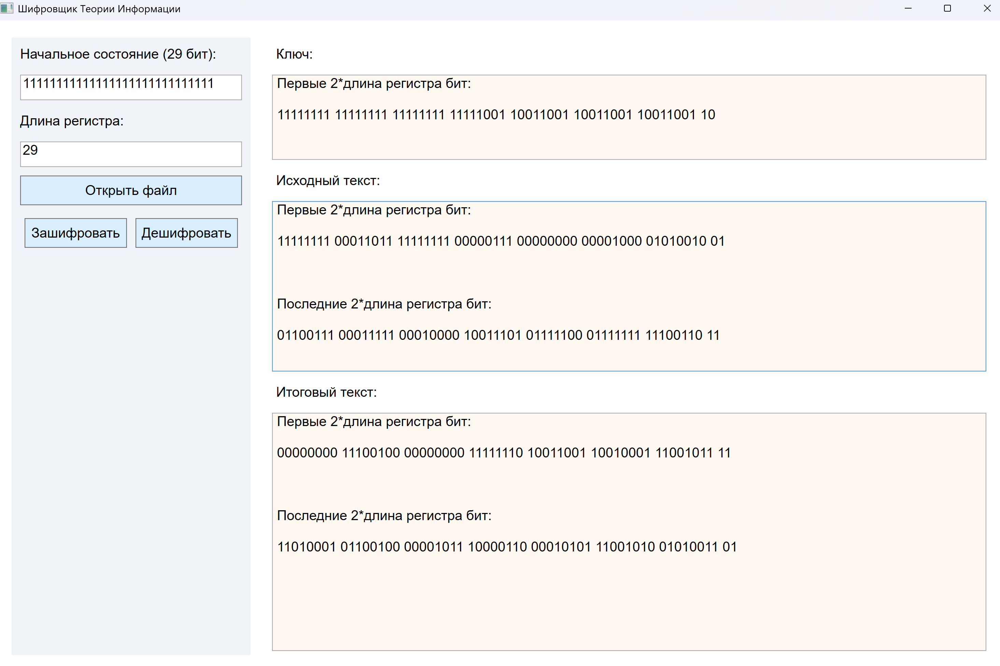 Шифровщик Теории Информации
Начальное состояние (29 бит):
11111111111111111111111111111
Длина регистра:
29
Открыть файл
Зашифровать Дешифровать
Ключ:
Первые 2*длина регистра бит:
11111111 11111111 11111111 11111001 10011001 10011001 10011001 10
Исходный текст:
Первые 2*длина регистра бит:
11111111 00011011 11111111 00000111 00000000 00001000 01010010 01
Последние 2*длина регистра бит:
01100111 00011111 00010000 10011101 01111100 01111111 11100110 11
Итоговый текст:
Первые 2*длина регистра бит:
00000000 11100100 00000000 11111110 10011001 10010001 11001011 11
Последние 2*длина регистра бит:
11010001 01100100 00001011 10000110 00010101 11001010 01010011 01